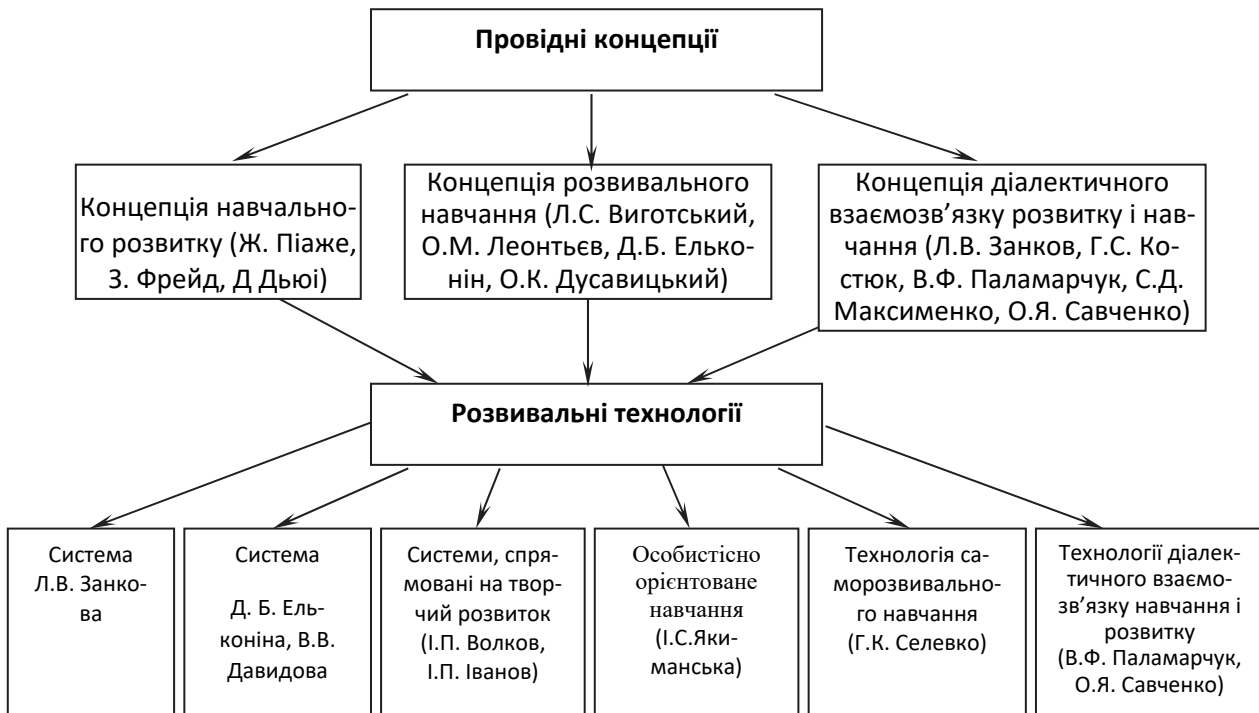 Провідні концепції
Концепція навчально-
го розвитку (Ж. Піаже,
З. Фрейд, Д Дьюі)
Концепція розвивального
навчання (Л.С. Виготський,
О.М. Леонтьєв, Д.Б. Елько-
нін, О.К. Дусавицький)
Концепція діалектичного
взаємозв’язку розвитку і нав-
чання (Л.В. Занков, Г.С. Ко-
стюк, В.Ф. Паламарчук, С.Д.
Максименко, О.Я. Савченко)
Розвивальні технології
Система
Л.В. Занко-
ва
Система
Д. Б. Ель-
коніна, В.В.
Давидова
Системи, спря-
мовані на твор-
чий розвиток
(І.П. Волков,
І.П. Іванов)
Особистісно
орієнтоване
навчання
(І.С.Яки-
манська)
Технологія са-
морозвивально-
го навчання
(Г.К. Селевко)
Технології діалек-
тичного взаємо-
зв’язку навчання і
розвитку
(В.Ф. Паламарчук,
О.Я. Савченко)